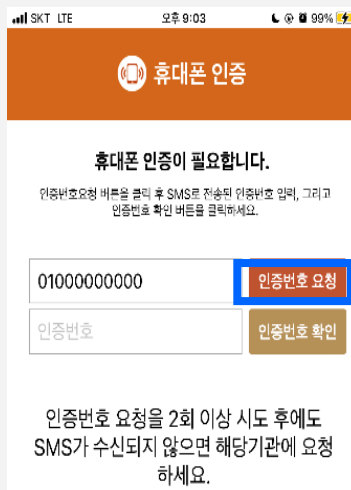 SKT LTE 오후 9:03 99%
휴대폰 인증
휴대폰 인증이 필요합니다.
인증번호요청 버튼을 클릭 후 SMS로 전송된 인증번호 입력, 그리고
인증번호 확인 버튼을 클릭하세요.
01000000000 인증번호 요청
인증번호 인증번호 확인
인증번호 요청을 2회 이상 시도 후에도
SMS가 수신되지 않으면 해당기관에 요청
하세요.